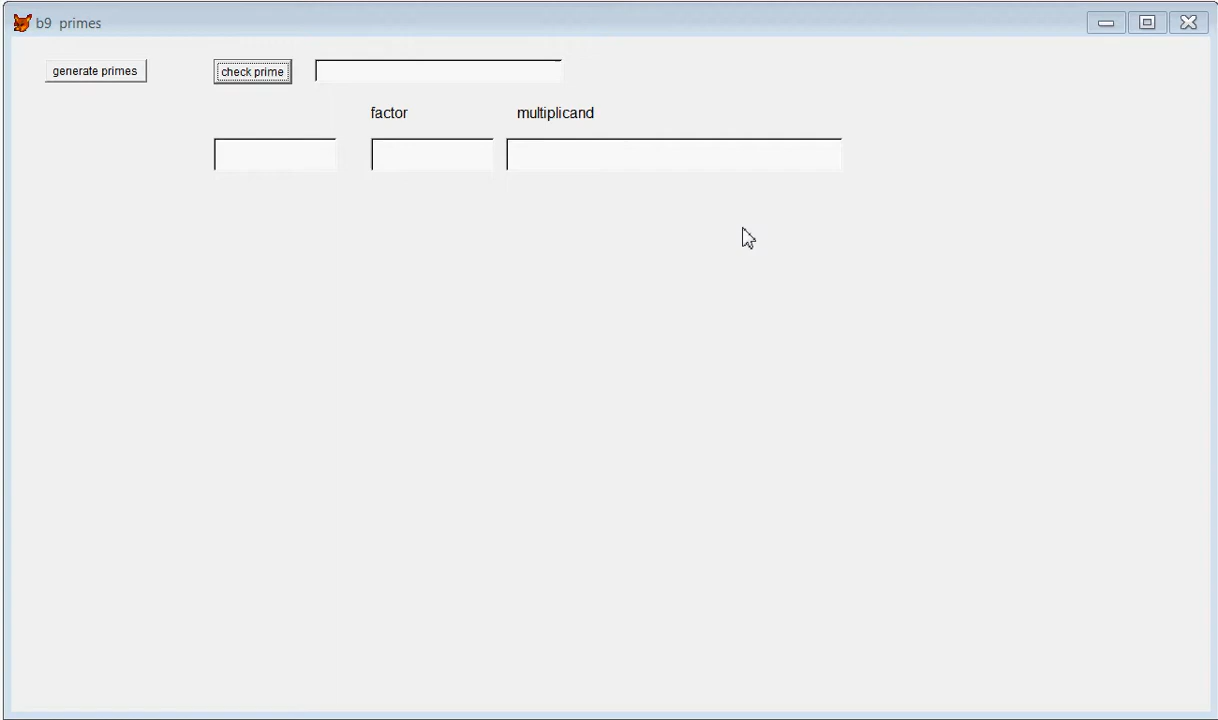 b9 primes
generate primes
check prime
factor
multiplicand